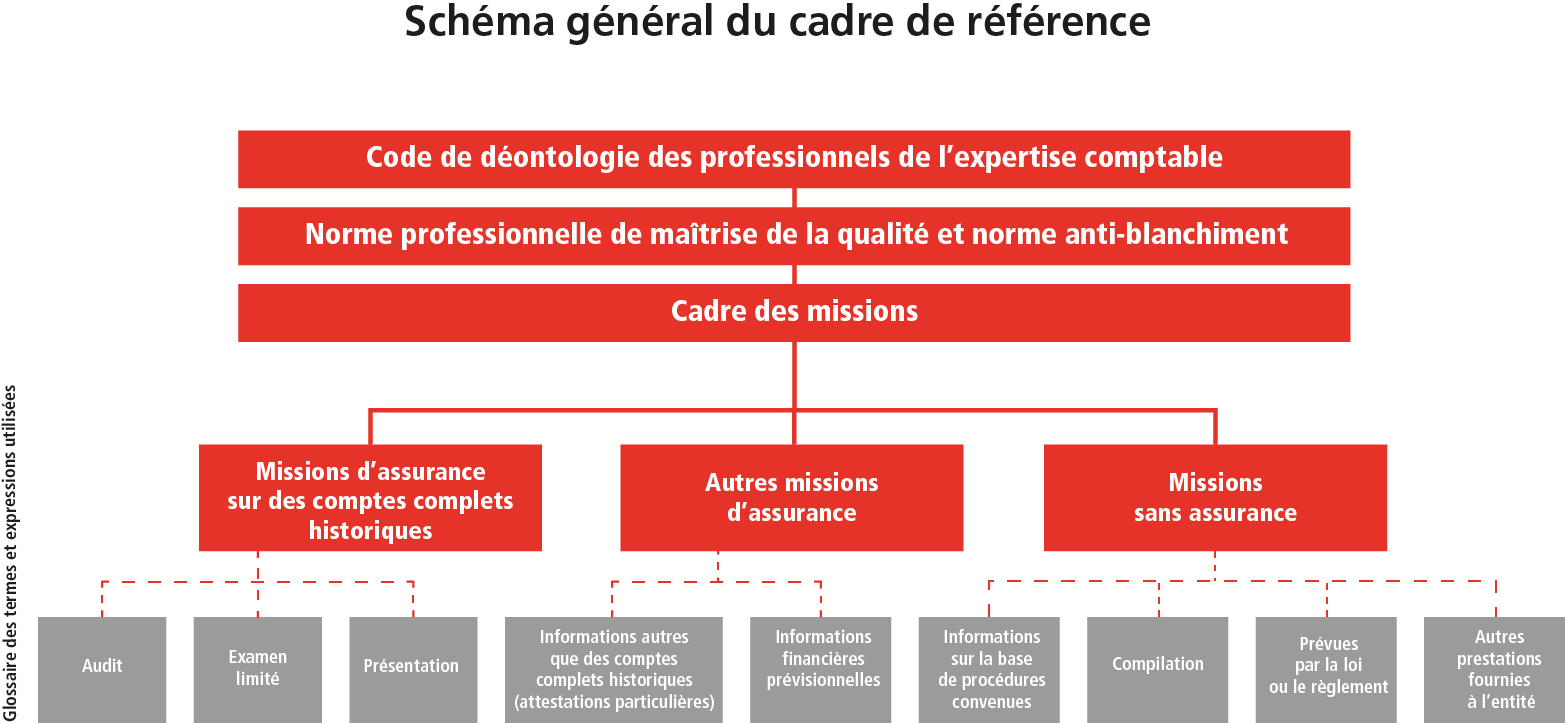 Schéma général du cadre de référence
Code de déontologie des professionnels de l’expertise comptable
Norme professionnelle de maîtrise de la qualité et norme anti-blanchiment
Cadre des missions
Missions d’assurance
sur des comptes complets
historiques
Autres missions
d’assurance
Missions
sans assurance
Audit
Examen
limité
Présentation
Informations autres
que des comptes
complets historiques
(attestations particulières)
Informations
financières
prévisionnelles
Informations
sur la base
de procédures
convenues
Compilation
Prévues
par la loi
ou le règlement
Autres
prestations
fournies
à l’entité
Glossaire des termes et expressions utilisées